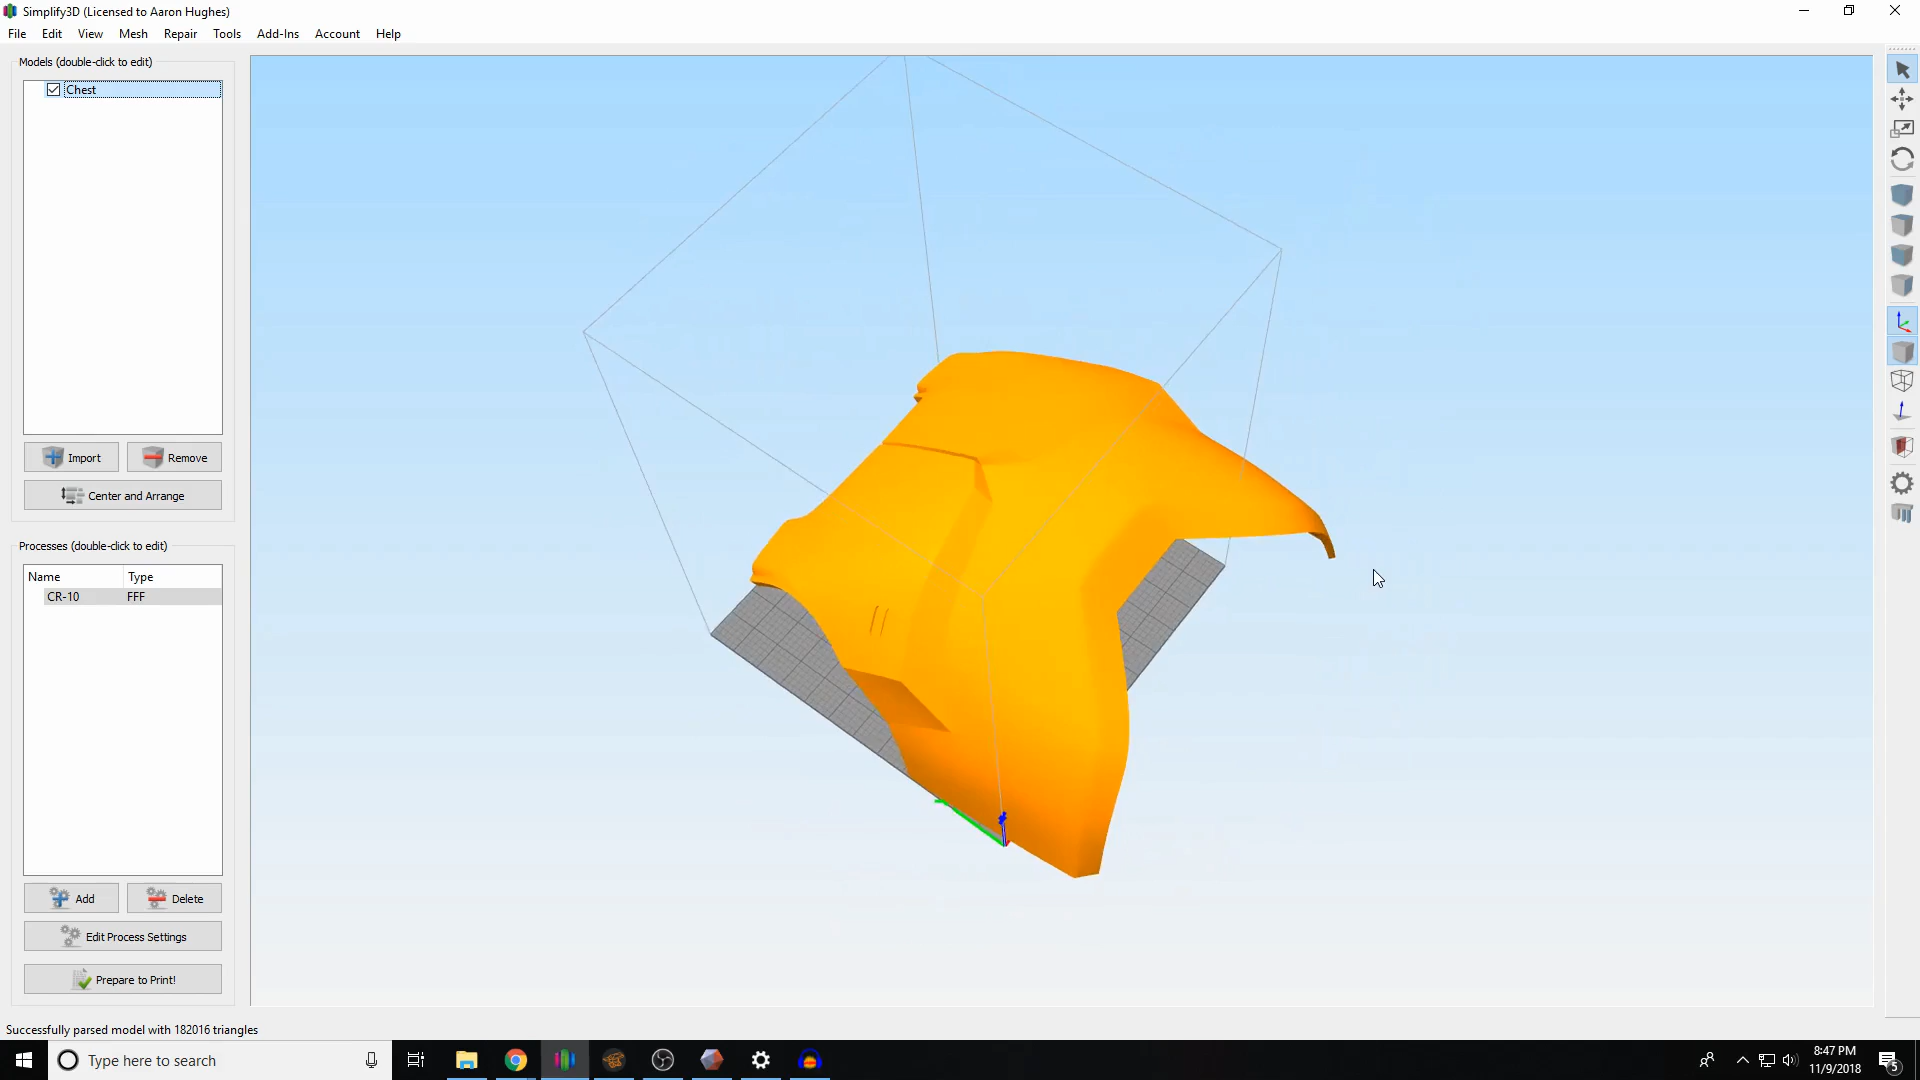 Simplify3D (Licensed to Aaron Hughes)
File Edit View Mesh Repair Tools Add-Ins Account Help
Models (double-click to edit)
Chest
Import Remove
Center and Arrange
Processes (double-click to edit)
Name Type
CR-10 FFF
Add Delete
Edit Process Settings
Prepare to Print!
Successfully parsed model with 182016 triangles
Type here to search
8:47 PM
11/9/2018
5